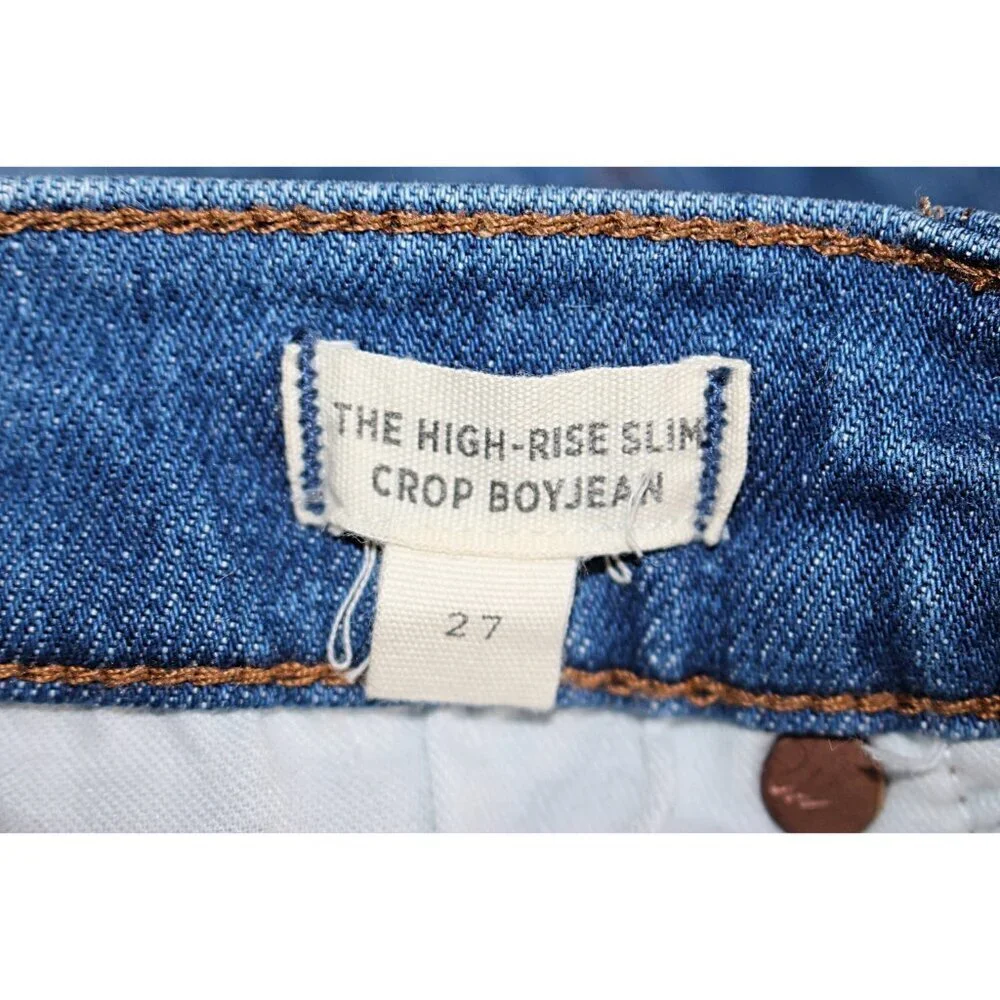 THE HIGH-RISE SLIM
CROP BOYJEAN
27